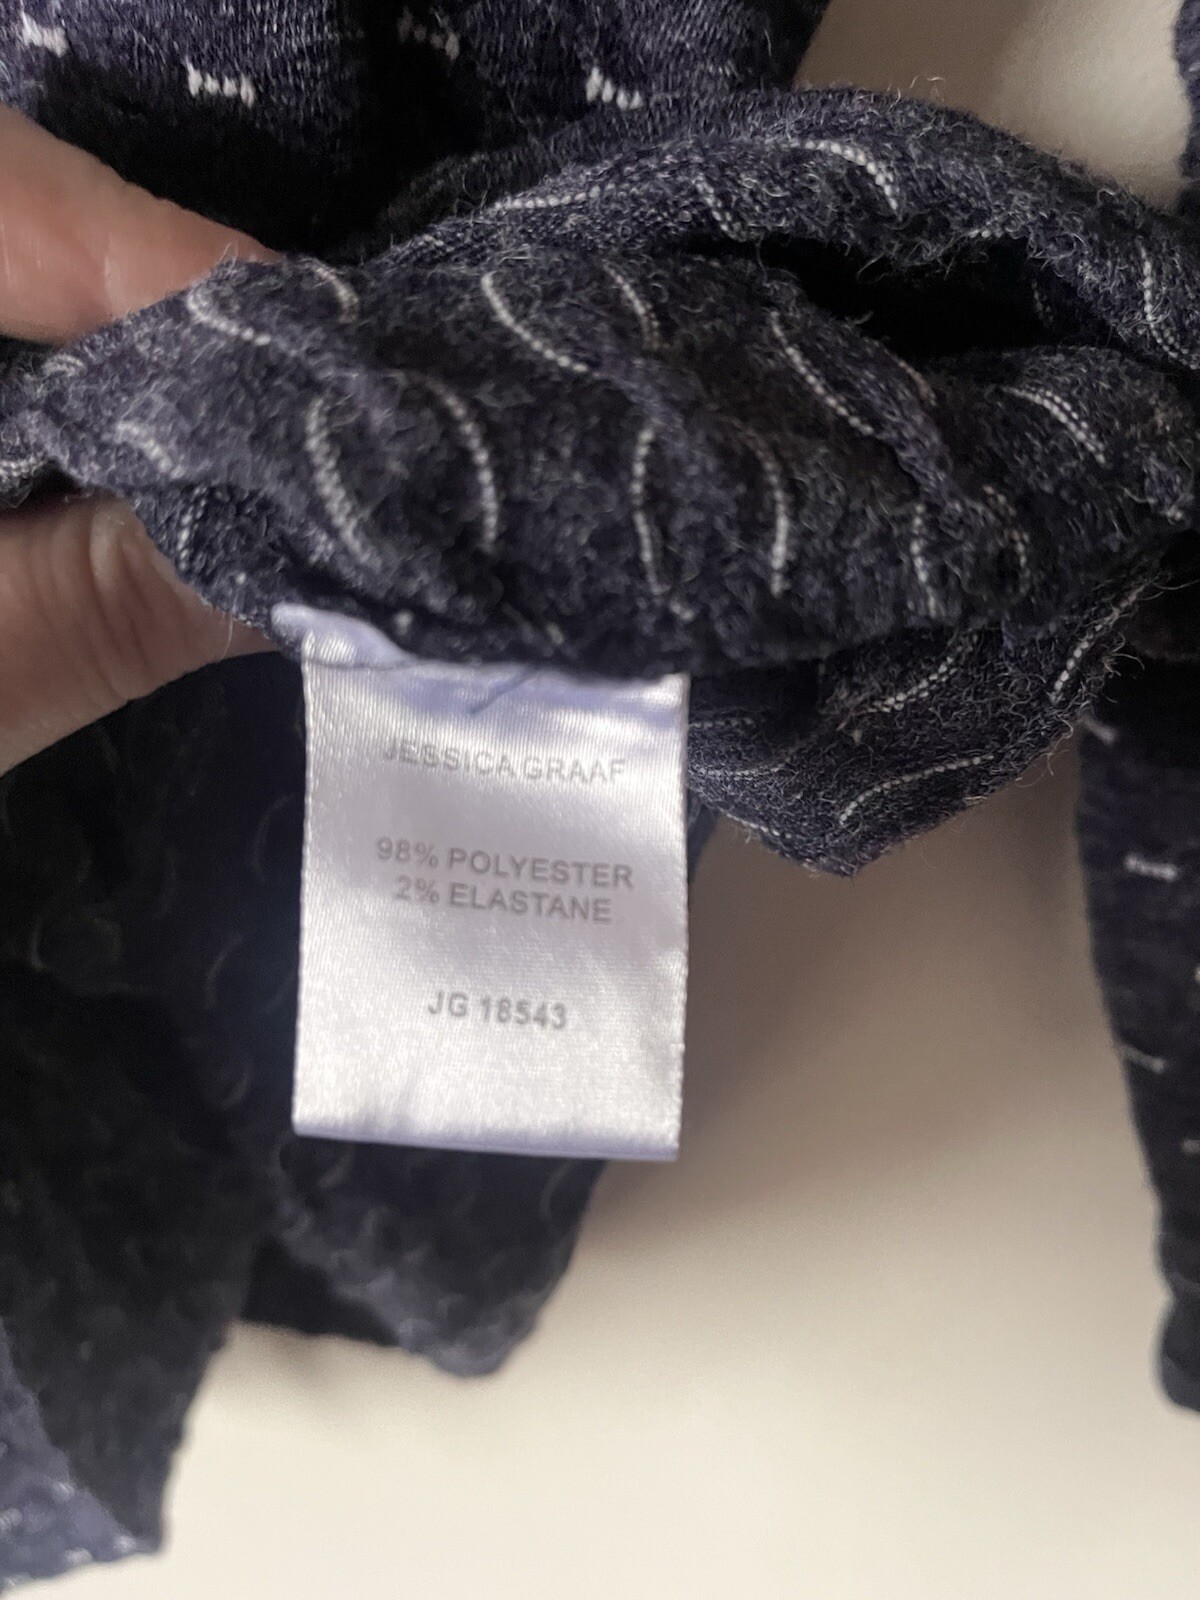 JESSICA GRAAF
98% POLYESTER
2% ELASTANE
JG 18543